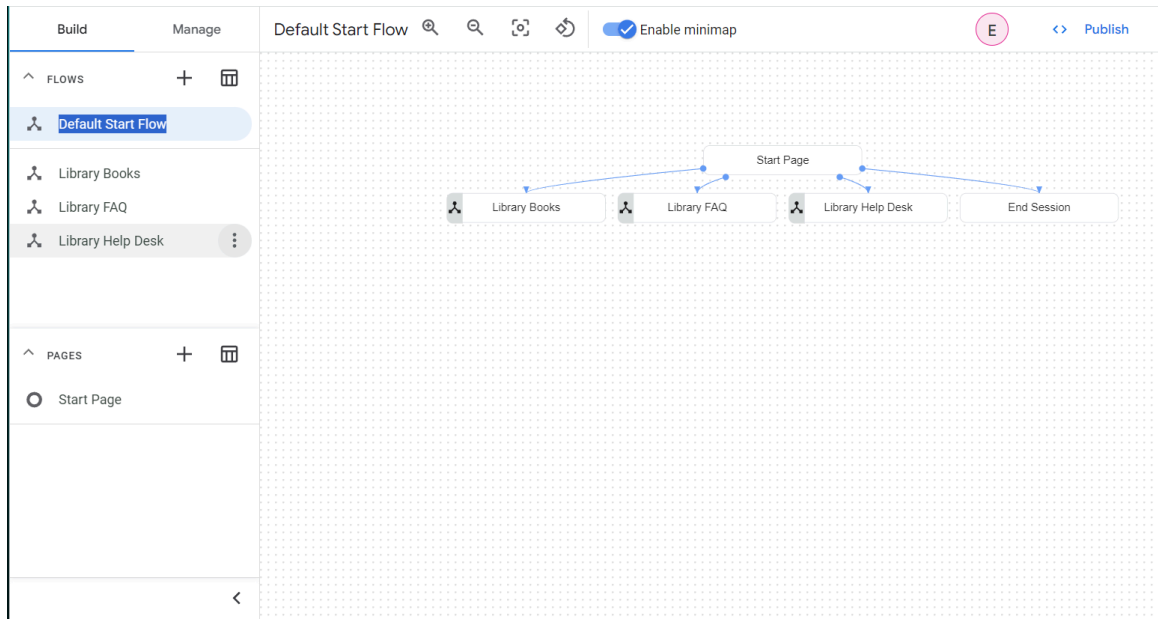 Build Manage
Default Start Flow
Enable minimap
E
Publish
FLOWS
Default Start Flow
Library Books
Library FAQ
Library Help Desk
PAGES
Start Page
Start Page
Library Books Library FAQ Library Help Desk End Session